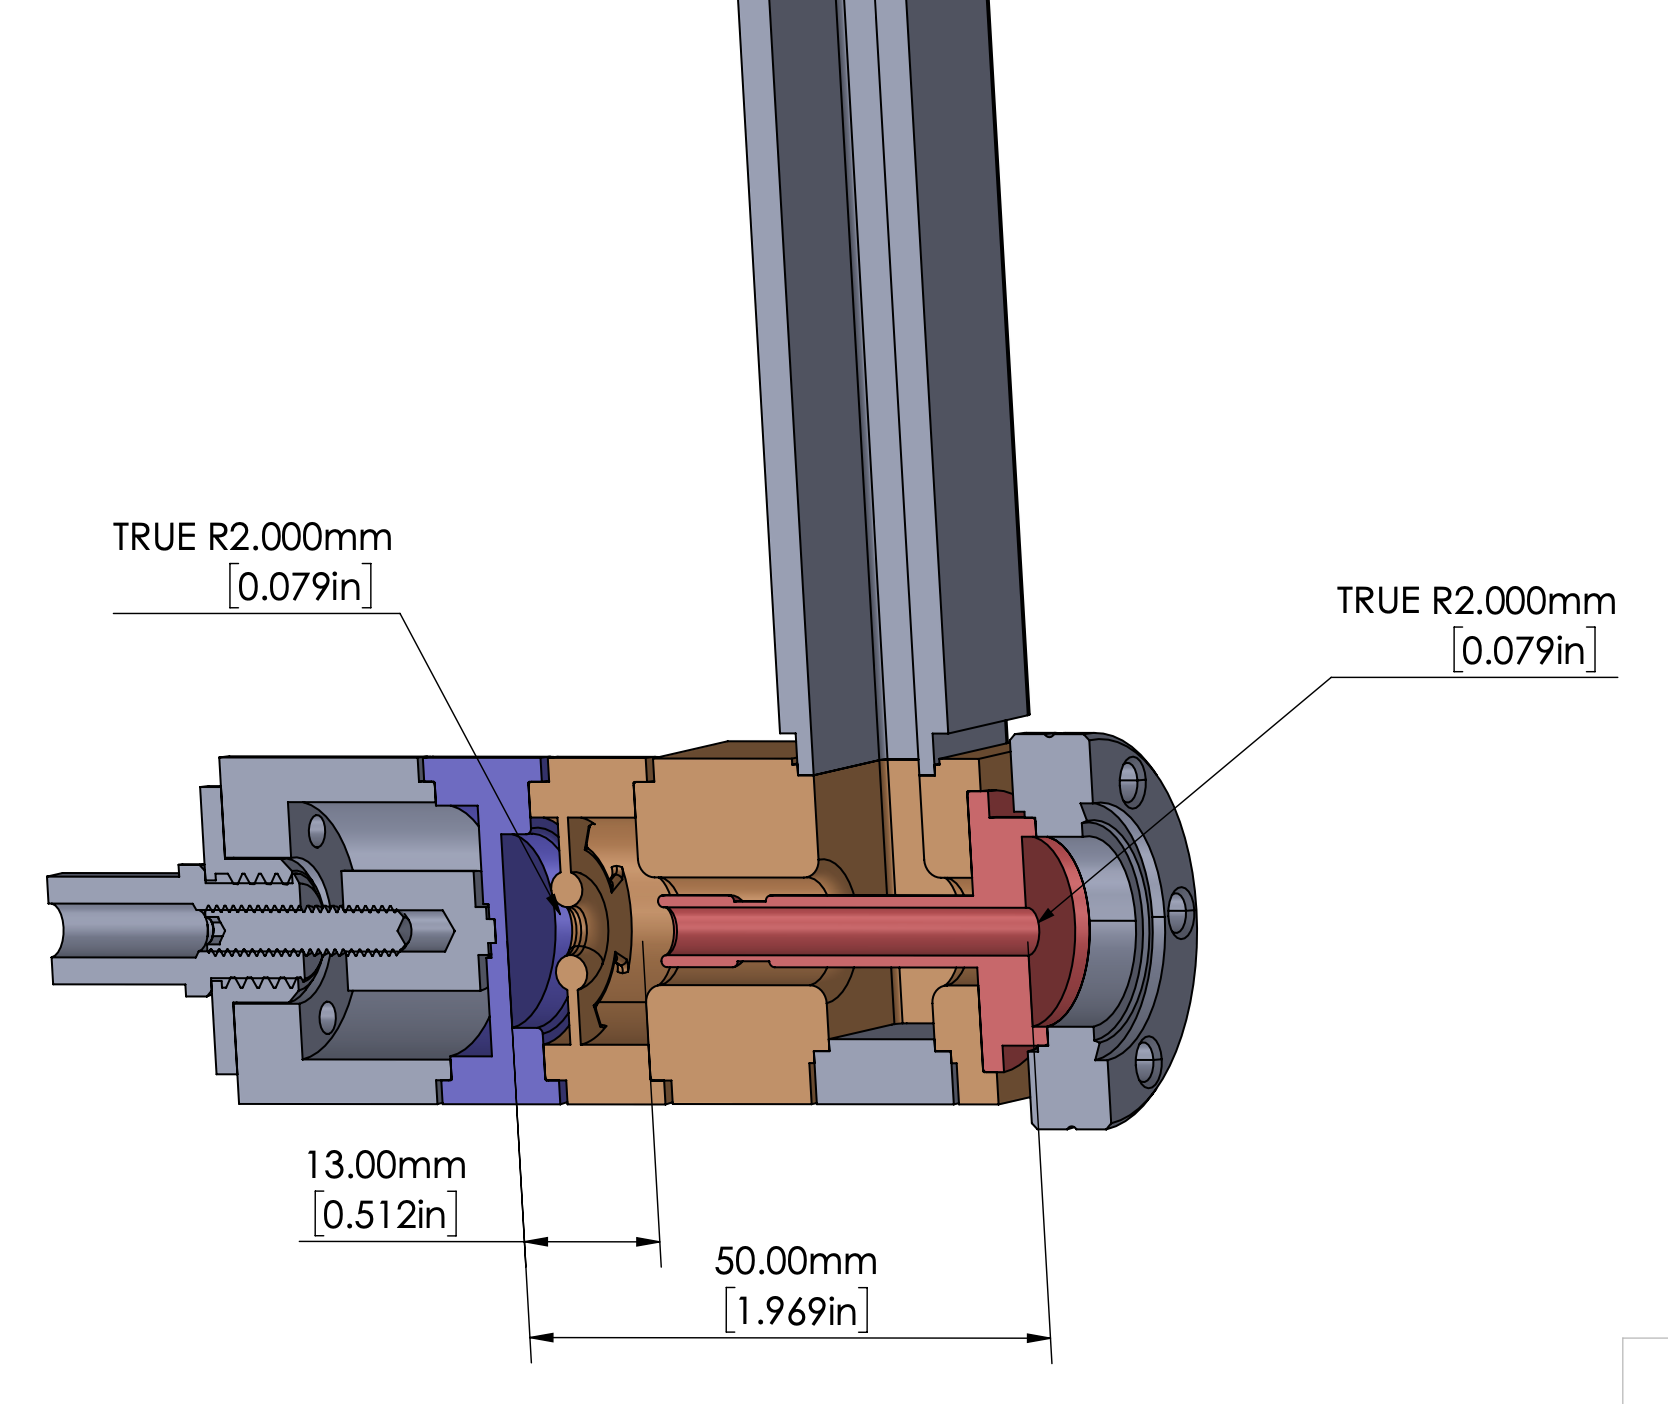 TRUE R2.000mm
[0.079in]
TRUE R2.000mm
[0.079in]
13.00mm
[0.512in]
50.00mm
[1.969in]